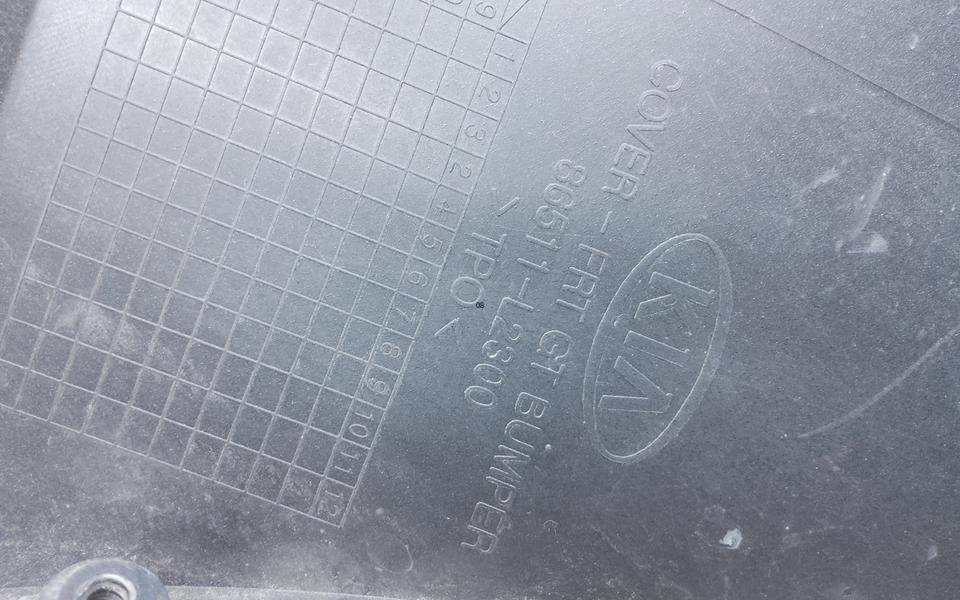 KIA
COVER - FRT GT BUMPER
86511-L2300
> TPO <
1 2 3 2 4 5 6 7 8 9 10 11 12